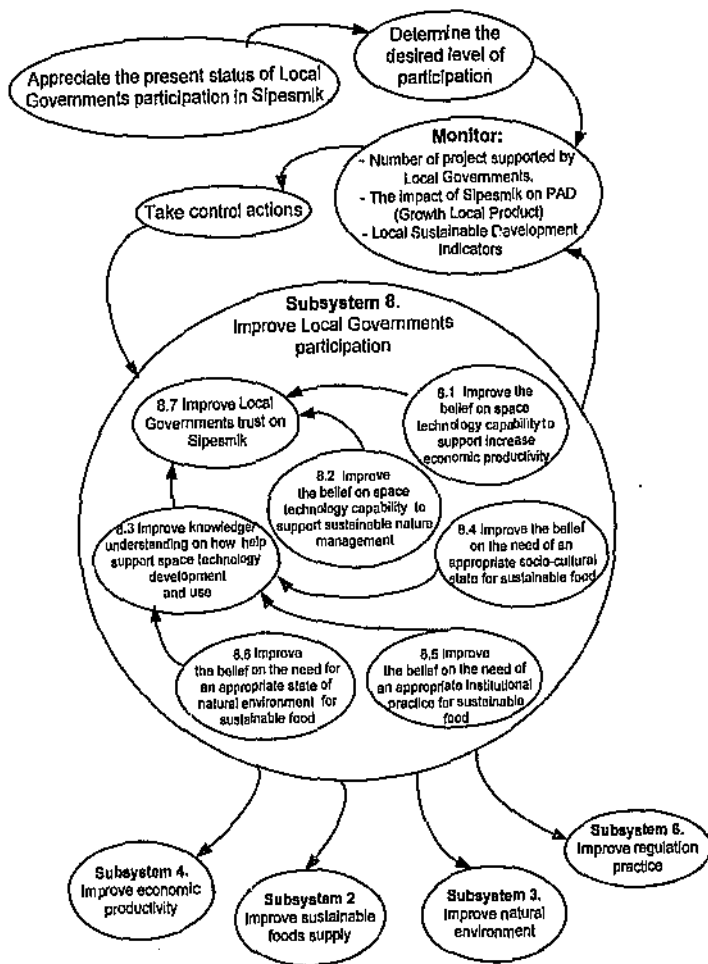 Appreciate the present status of Local
Governments participation in Sipesmik
Determine the
desired level of
participation
Monitor:
- Number of project supported by
Local Governments,
- The impact of Sipesmik on PAD
(Growth Local Product)
- Local Sustainable Development
Indicators
Take control actions
Subsystem 8.
Improve Local Governments
participation
8.7 Improve Local
Governments trust on
Sipesmik
8.1 Improve the
belief on space
technology capability to
support increase
economic productivity
8.2 Improve
the belief on space
technology capability to
support sustainable nature
management
8.3 Improve knowledger
understanding on how help
support space technology
development
and use
8.4 Improve the belief
on the need of an
appropriate socio-cultural
state for sustainable food
8.6 Improve
the belief on the need for
an appropriate state of
natural environment for
sustainable food
8.5 Improve
the belief on the need of
an appropriate institutional
practice for sustainable
food
Subsystem 4.
Improve economic
productivity
Subsystem 2
Improve sustainable
foods supply
Subsystem 3.
Improve natural
environment
Subsystem 6.
Improve regulation
practice